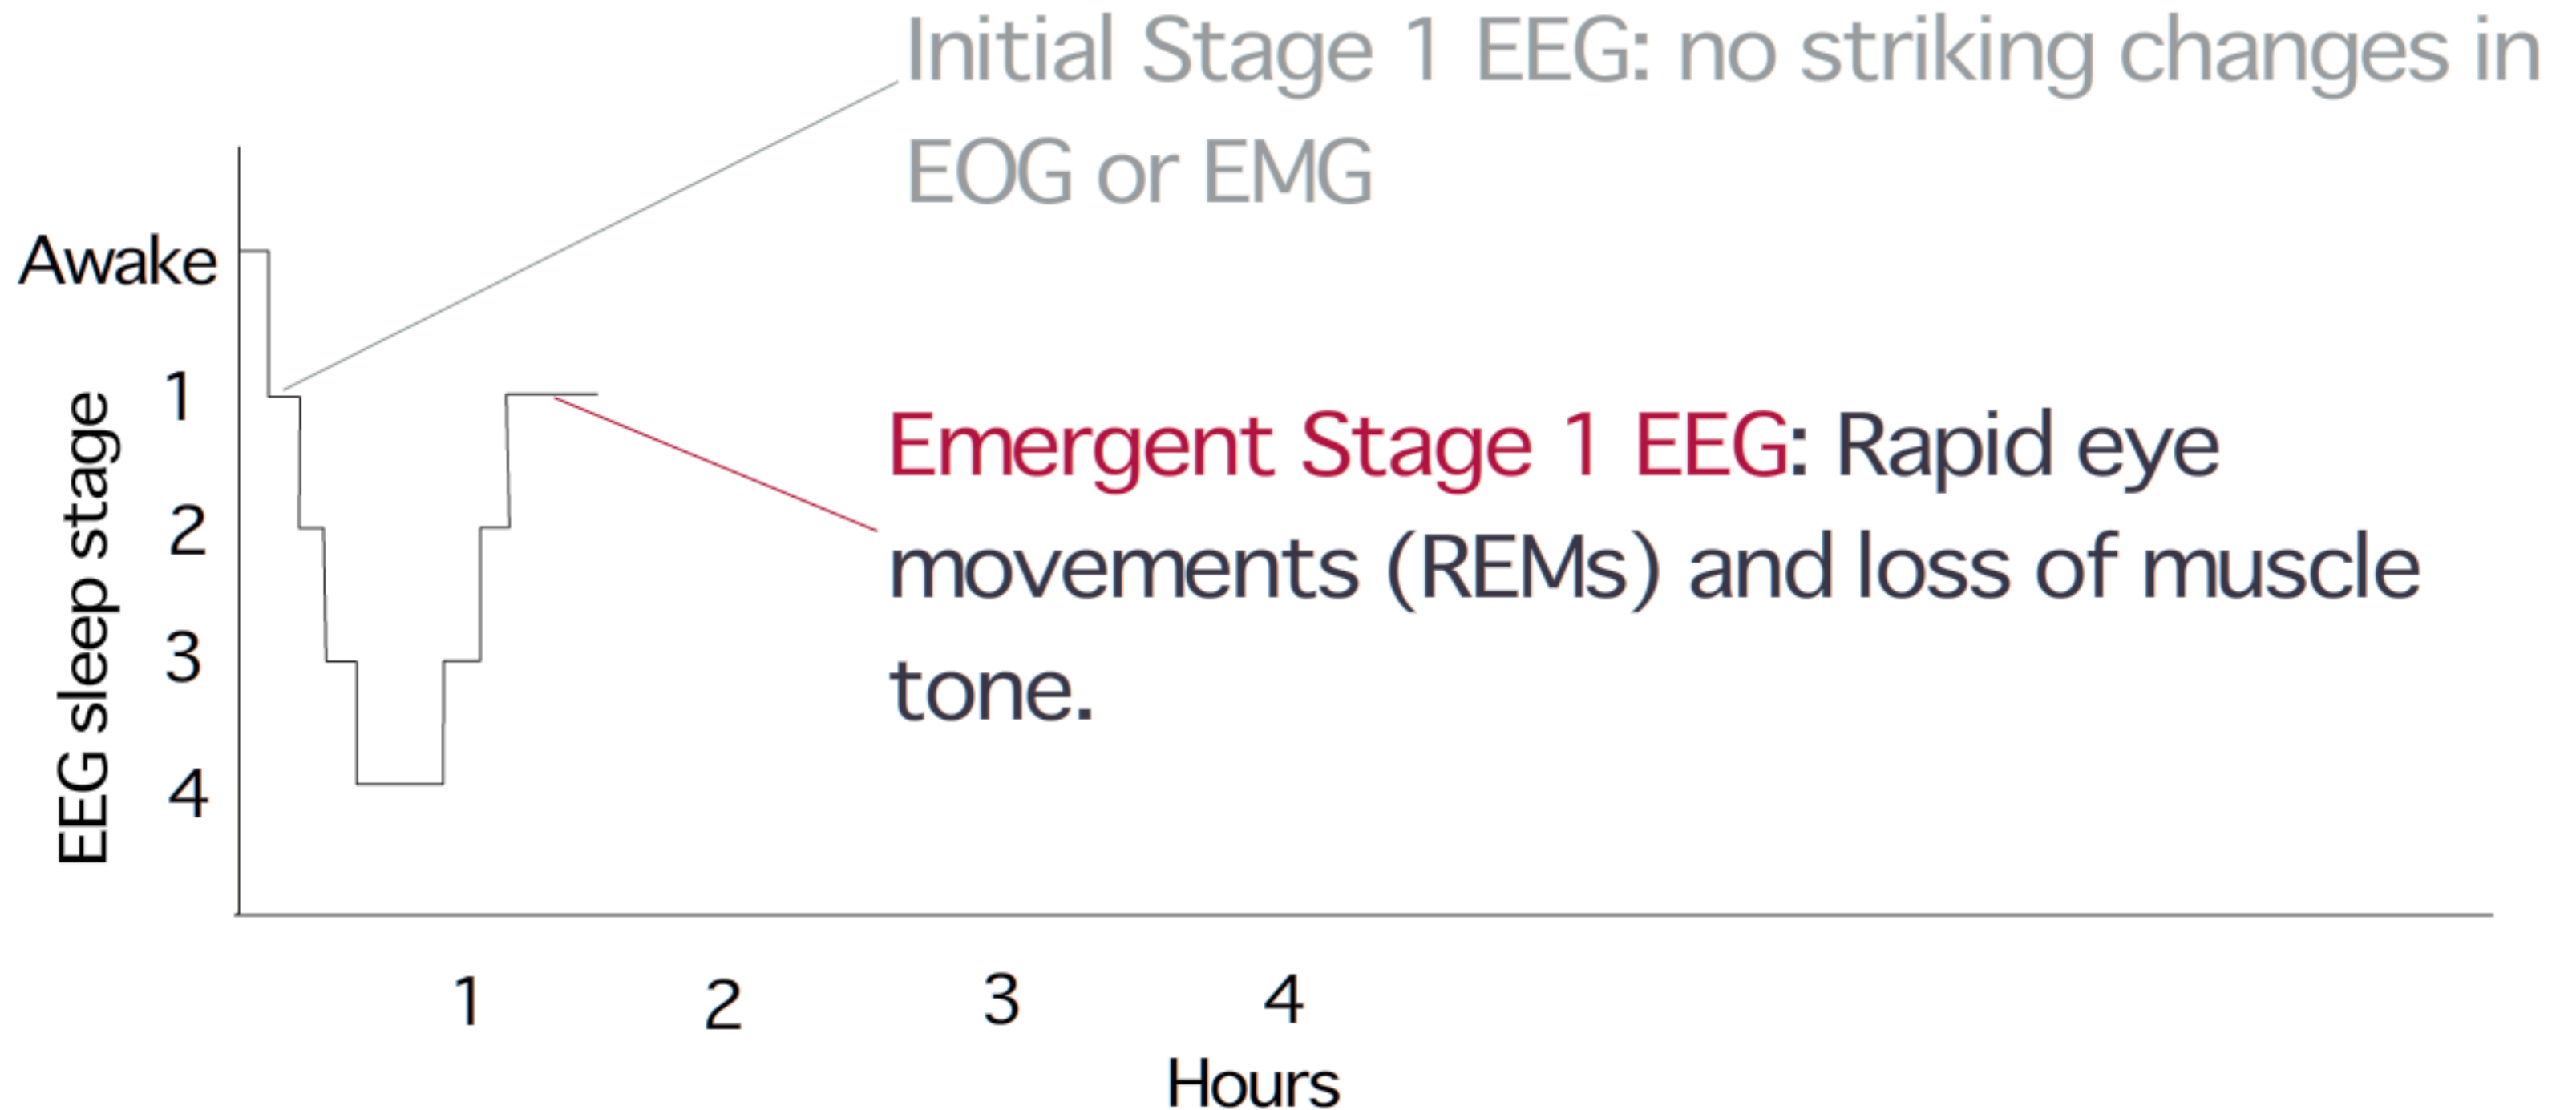 Initial Stage 1 EEG: no striking changes in
EOG or EMG
Awake
1
2
3
4
EEG sleep stage
Emergent Stage 1 EEG: Rapid eye
movements (REMs) and loss of muscle
tone.
1
2
3
4
Hours